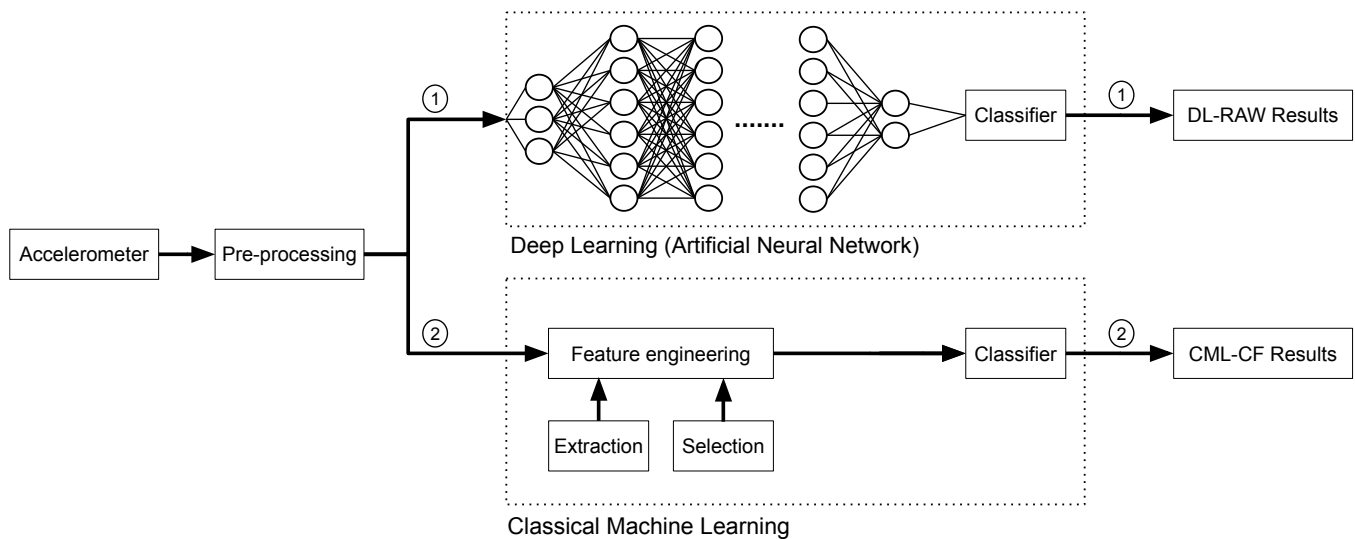 1
Classifier
1
DL-RAW Results
Deep Learning (Artificial Neural Network)
Accelerometer
Pre-processing
2
Feature engineering
Classifier
2
CML-CF Results
Extraction
Selection
Classical Machine Learning